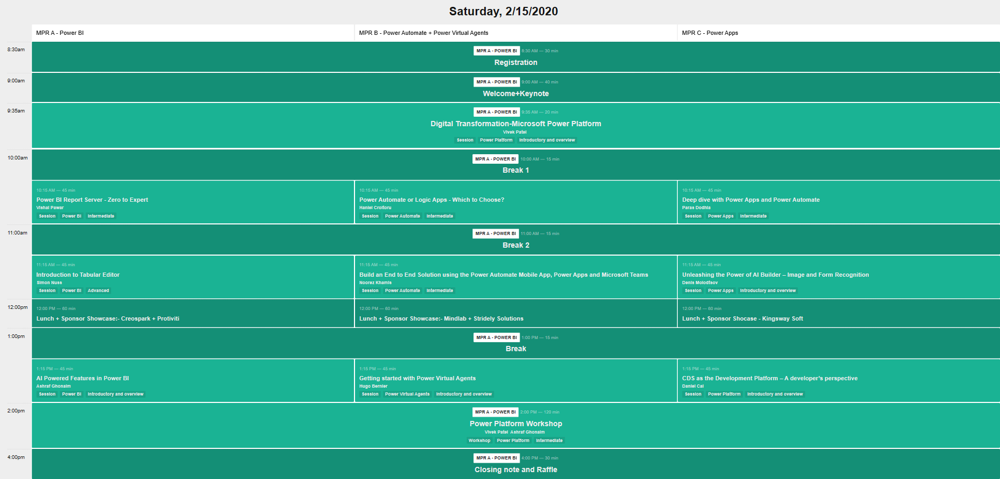 Saturday, 2/15/2020
MPR A - Power BI
MPR B - Power Automate + Power Virtual Agents
MPR C - Power Apps
8:30am
MPR A - POWER BI 8:30 AM — 30 min
Registration
9:00am
MPR A - POWER BI 9:00 AM — 40 min
Welcome+Keynote
9:35am
MPR A - POWER BI 9:35 AM — 20 min
Digital Transformation-Microsoft Power Platform
Vivek Patel
Session Power Platform Introductory and overview
10:00am
MPR A - POWER BI 10:00 AM — 15 min
Break 1
10:15 AM — 45 min
Power BI Report Server - Zero to Expert
Vishal Pawar
Session Power BI Intermediate
10:15 AM — 45 min
Power Automate or Logic Apps - Which to Choose?
Haniel Croitoru
Session Power Automate Intermediate
10:15 AM — 45 min
Deep dive with Power Apps and Power Automate
Paras Dodhia
Session Power Apps Intermediate
11:00am
MPR A - POWER BI 11:00 AM — 15 min
Break 2
11:15 AM — 45 min
Introduction to Tabular Editor
Simon Nuss
Session Power BI Advanced
11:15 AM — 45 min
Build an End to End Solution using the Power Automate Mobile App, Power Apps and Microsoft Teams
Noorez Khamis
Session Power Automate Intermediate
11:15 AM — 45 min
Unleashing the Power of AI Builder – Image and Form Recognition
Denis Molodtsov
Session Power Apps Introductory and overview
12:00pm
12:00 PM — 60 min
Lunch + Sponsor Showcase:- Creospark + Protiviti
12:00 PM — 60 min
Lunch + Sponsor Showcase:- Mindlab + Stridely Solutions
12:00 PM — 60 min
Lunch + Sponsor Shocase - Kingsway Soft
1:00pm
MPR A - POWER BI 1:00 PM — 15 min
Break
1:15 PM — 45 min
AI Powered Features in Power BI
Ashraf Ghonaim
Session Power BI Introductory and overview
1:15 PM — 45 min
Getting started with Power Virtual Agents
Hugo Bernier
Session Power Virtual Agents Introductory and overview
1:15 PM — 45 min
CDS as the Development Platform – A developer's perspective
Daniel Cai
Session Power Platform Introductory and overview
2:00pm
MPR A - POWER BI 2:00 PM — 120 min
Power Platform Workshop
Vivek Patel Ashraf Ghonaim
Workshop Power Platform Intermediate
4:00pm
MPR A - POWER BI 4:00 PM — 30 min
Closing note and Raffle